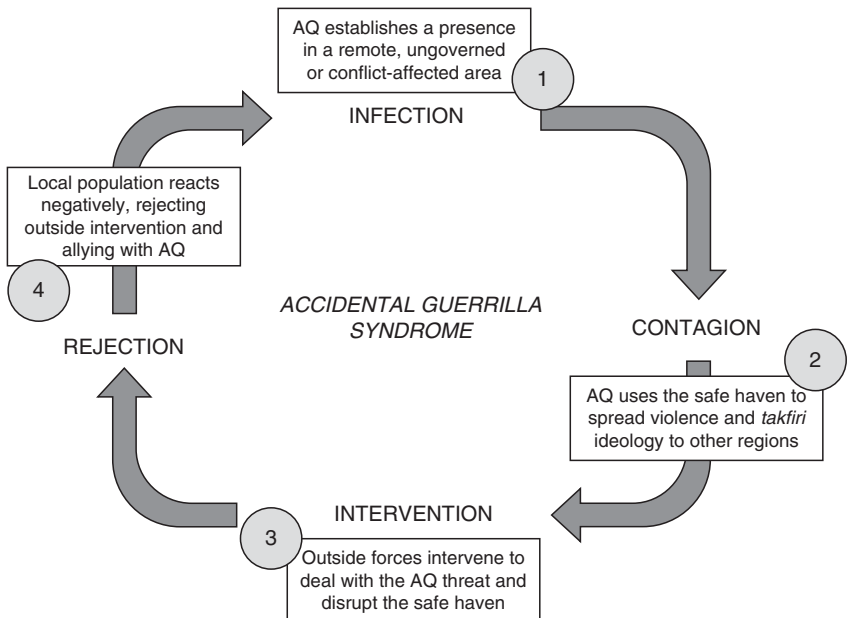 AQ establishes a presence
in a remote, ungoverned
or conflict-affected area
1
INFECTION
CONTAGION
2
AQ uses the safe haven to
spread violence and takfiri
ideology to other regions
INTERVENTION
3
Outside forces intervene to
deal with the AQ threat and
disrupt the safe haven
Local population reacts
negatively, rejecting
outside intervention and
allying with AQ
4
REJECTION
ACCIDENTAL GUERRILLA
SYNDROME